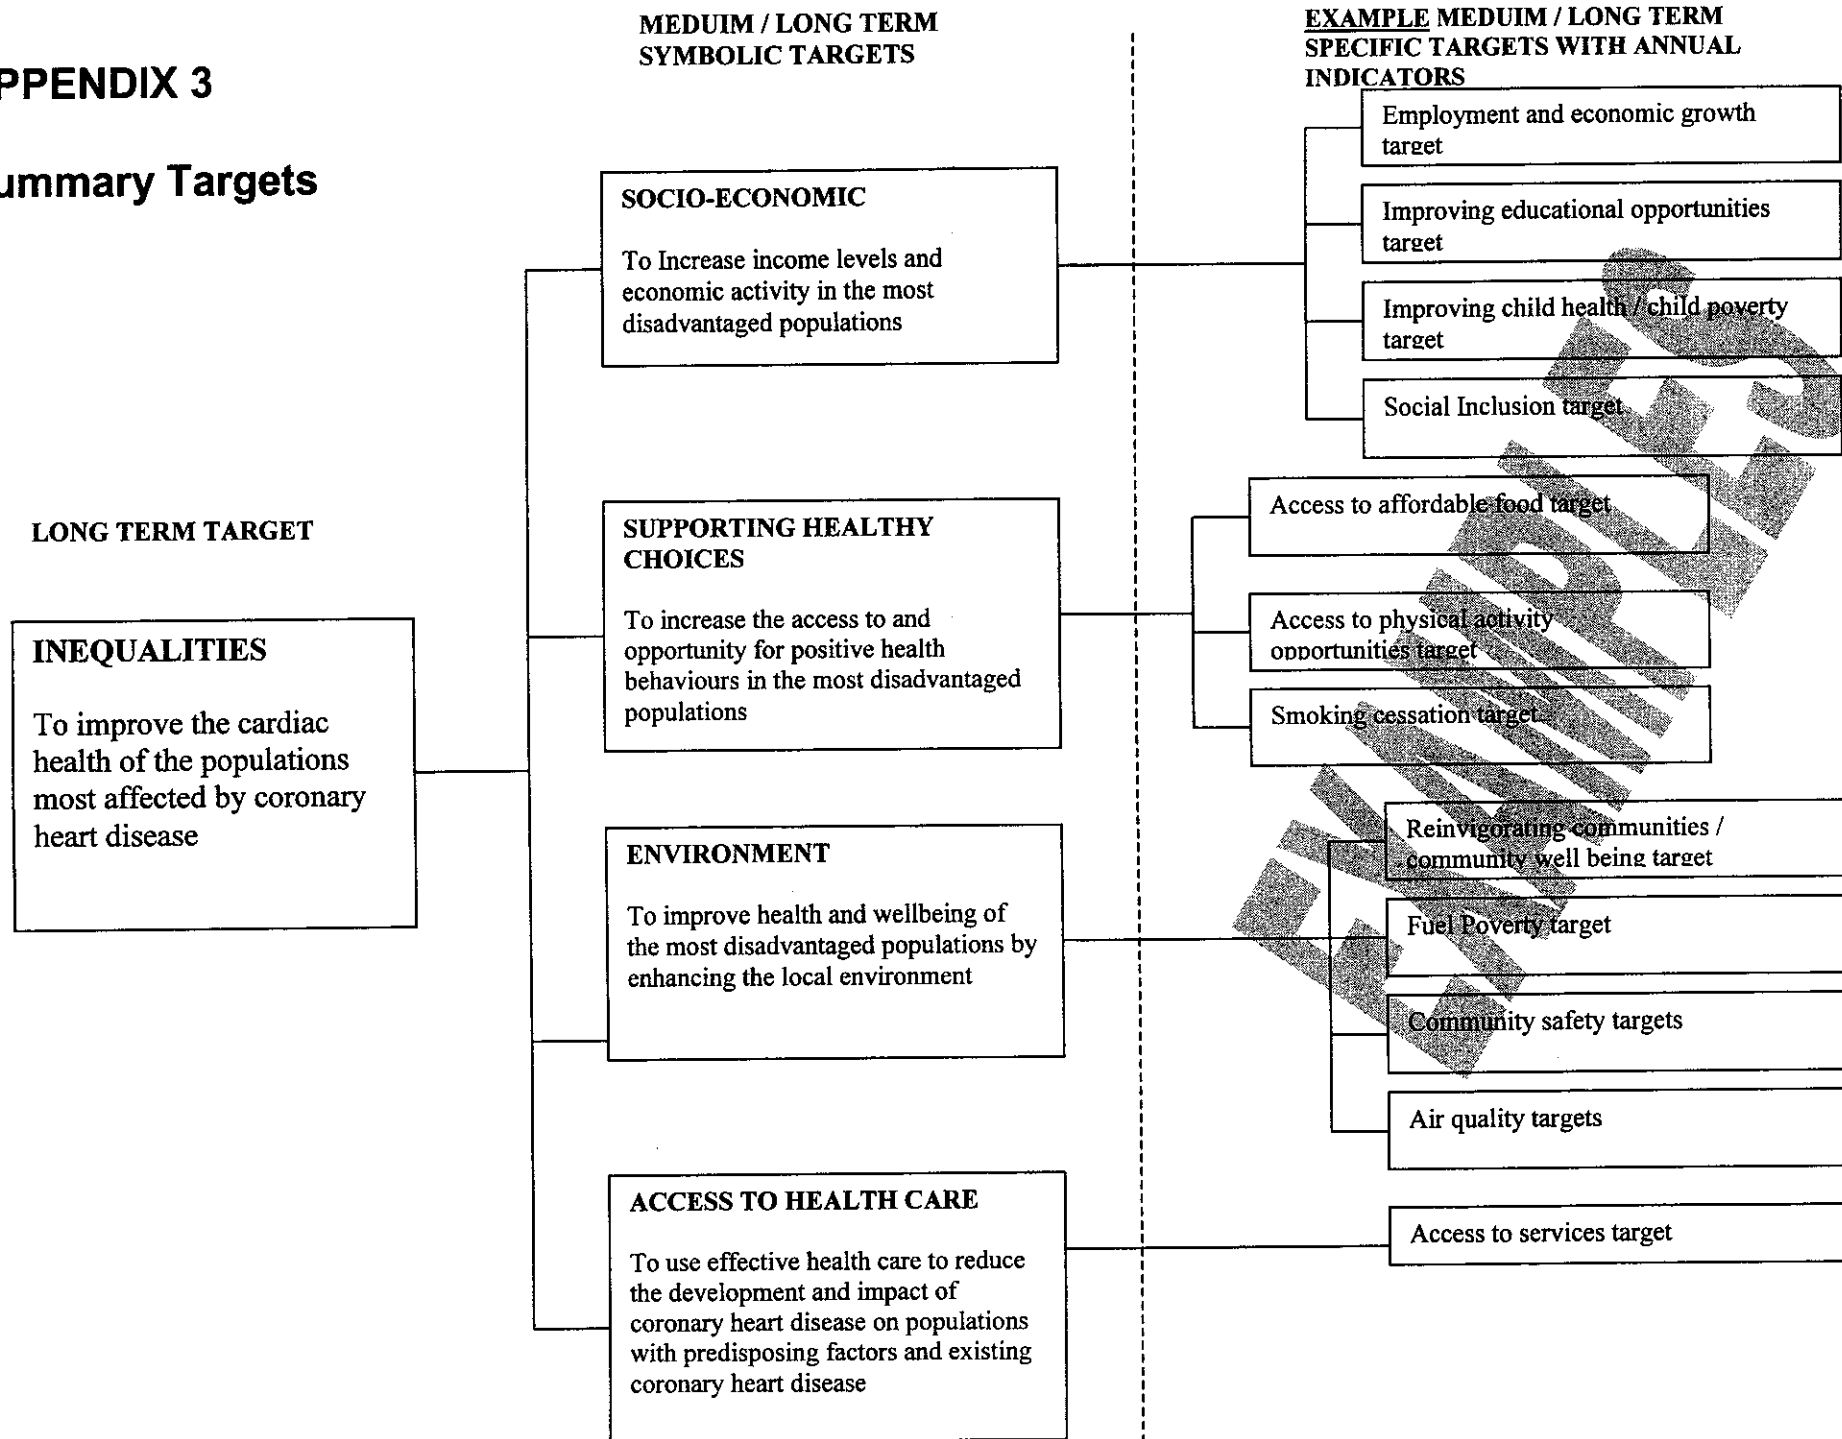 PPENDIX 3
ummary Targets
MEDUIM / LONG TERM
SYMBOLIC TARGETS
EXAMPLE MEDUIM / LONG TERM
SPECIFIC TARGETS WITH ANNUAL
INDICATORS
LONG TERM TARGET
INEQUALITIES
To improve the cardiac
health of the populations
most affected by coronary
heart disease
SOCIO-ECONOMIC
To Increase income levels and
economic activity in the most
disadvantaged populations
SUPPORTING HEALTHY
CHOICES
To increase the access to and
opportunity for positive health
behaviours in the most disadvantaged
populations
ENVIRONMENT
To improve health and wellbeing of
the most disadvantaged populations by
enhancing the local environment
ACCESS TO HEALTH CARE
To use effective health care to reduce
the development and impact of
coronary heart disease on populations
with predisposing factors and existing
coronary heart disease
Employment and economic growth
target
Improving educational opportunities
target
Improving child health / child poverty
target
Social Inclusion target
Access to affordable food target
Access to physical activity
opportunities target
Smoking cessation target
Reinvigorating communities /
community well being target
Fuel Poverty target
Community safety targets
Air quality targets
Access to services target
EXAMPLES